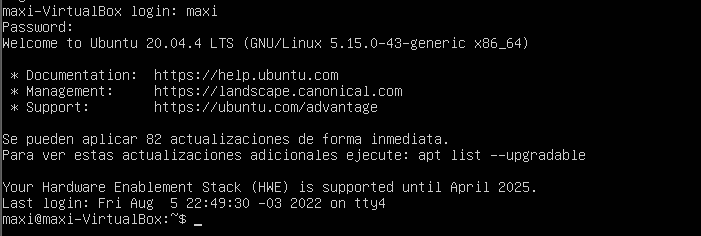 maxi-VirtualBox login: maxi
Password:
Welcome to Ubuntu 20.04.4 LTS (GNU/Linux 5.15.0-43-generic x86_64)
* Documentation:  https://help.ubuntu.com
* Management:     https://landscape.canonical.com
* Support:        https://ubuntu.com/advantage
Se pueden aplicar 82 actualizaciones de forma inmediata.
Para ver estas actualizaciones adicionales ejecute: apt list --upgradable
Your Hardware Enablement Stack (HWE) is supported until April 2025.
Last login: Fri Aug  5 22:49:30 -03 2022 on tty4
maxi@maxi-VirtualBox:~$ _